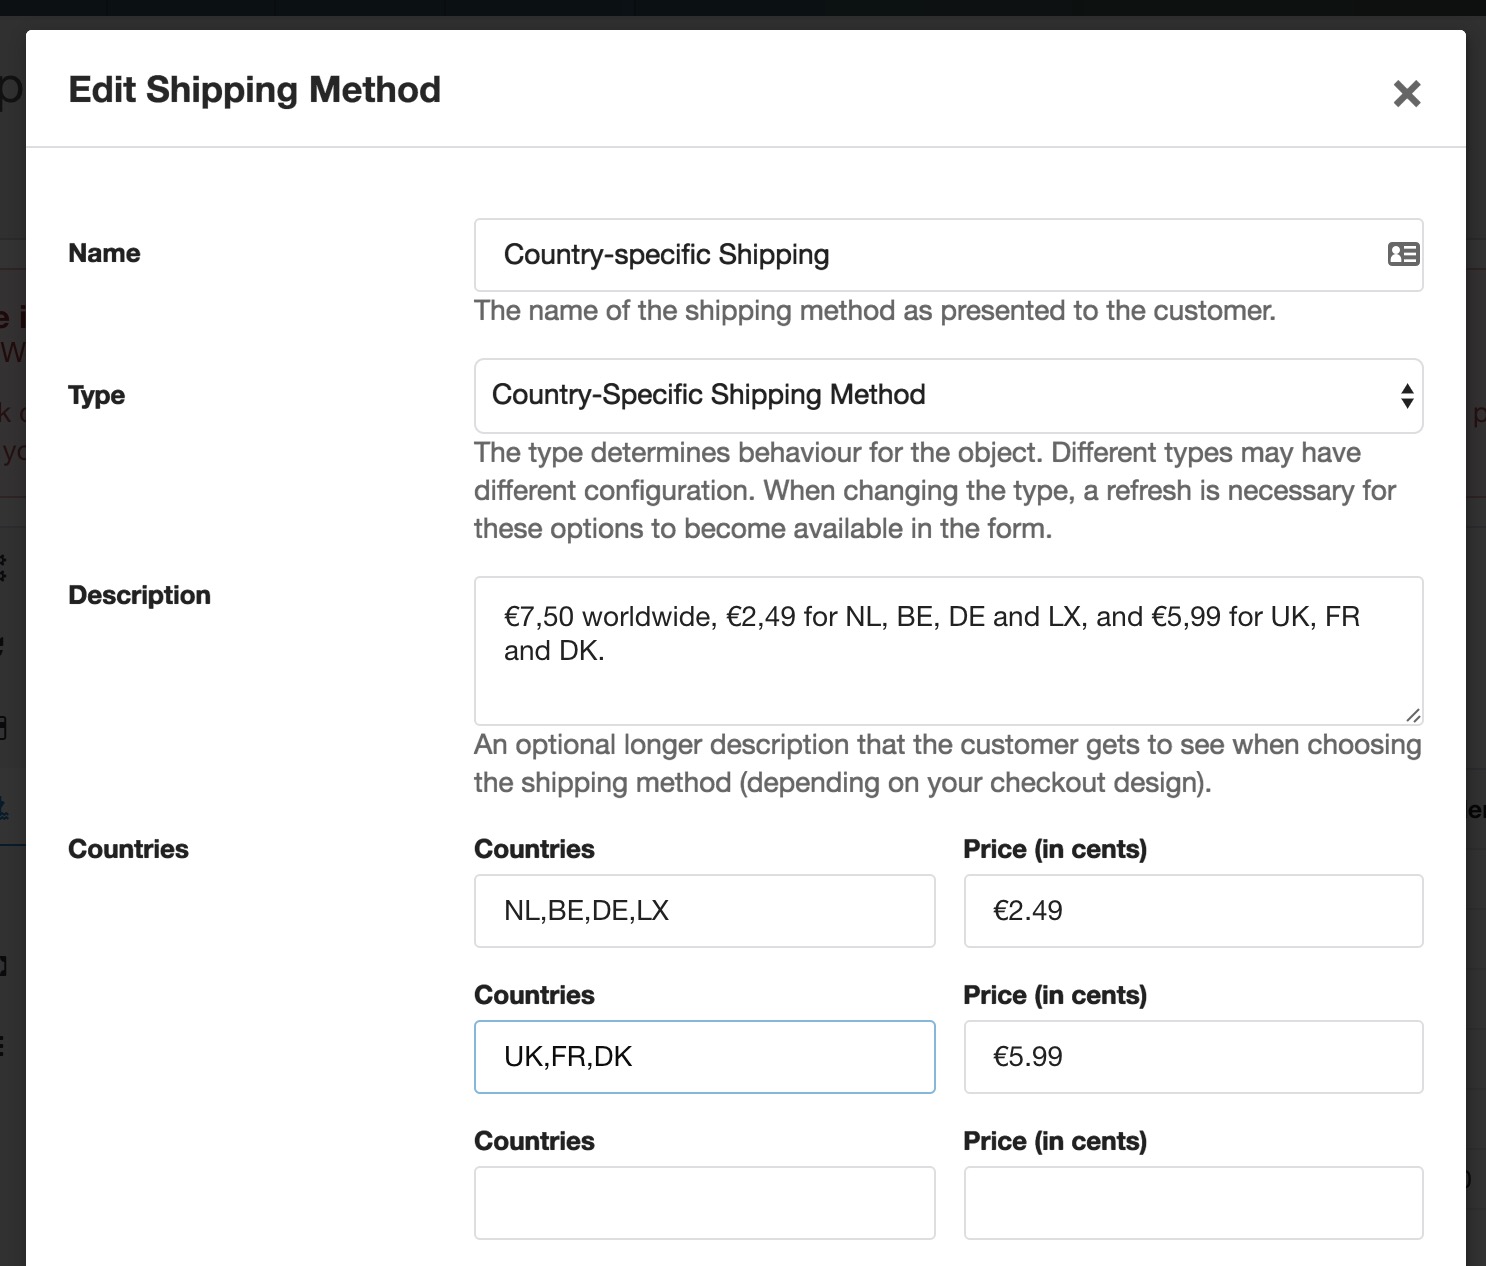 Edit Shipping Method
Name
Country-specific Shipping
The name of the shipping method as presented to the customer.
Type
Country-Specific Shipping Method
The type determines behaviour for the object. Different types may have
different configuration. When changing the type, a refresh is necessary for
these options to become available in the form.
Description
€7,50 worldwide, €2,49 for NL, BE, DE and LX, and €5,99 for UK, FR
and DK.
An optional longer description that the customer gets to see when choosing
the shipping method (depending on your checkout design).
Countries
Countries
Price (in cents)
NL,BE,DE,LX
€2.49
Countries
Price (in cents)
UK,FR,DK
€5.99
Countries
Price (in cents)